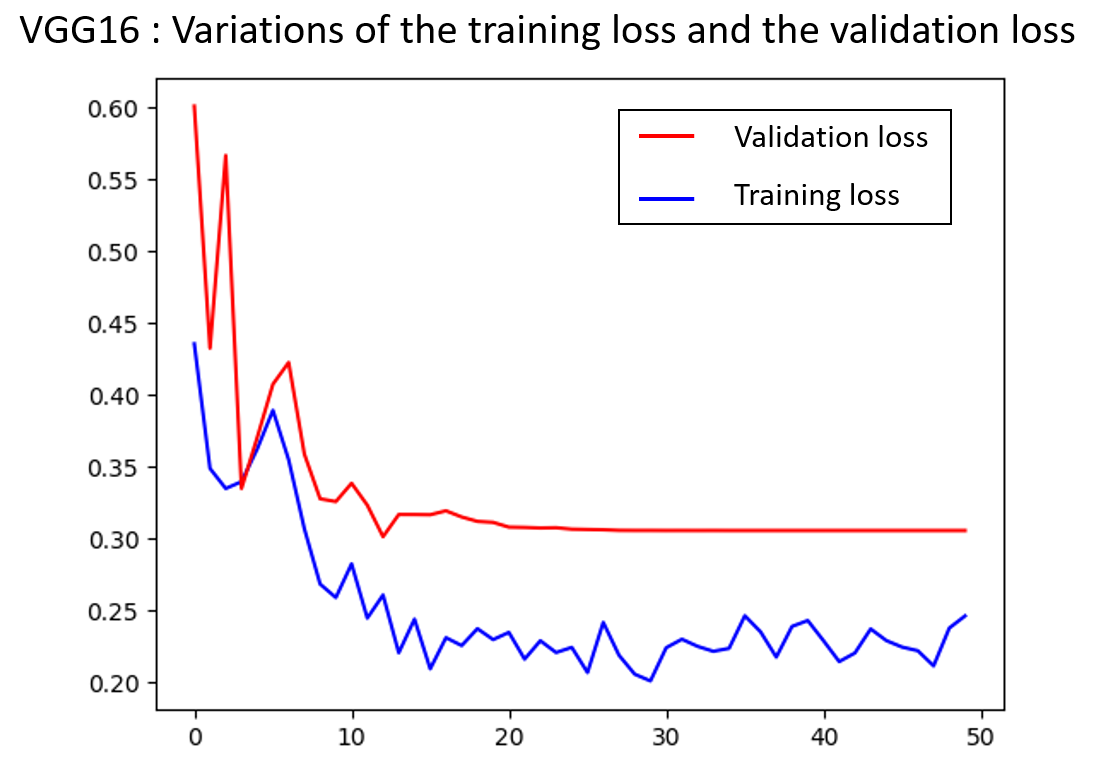 VGG16 : Variations of the training loss and the validation loss
Validation loss
Training loss
0.60
0.55
0.50
0.45
0.40
0.35
0.30
0.25
0.20
0 10 20 30 40 50